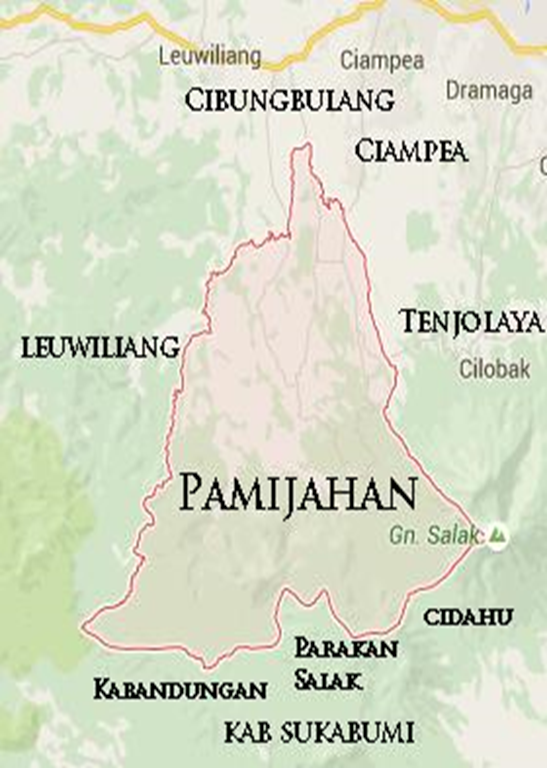 Leuwiliang
Ciampea
CIBUNGBULANG
Dramaga
CIAMPEA
TENJOLAYA
LEUWILIANG
Cilobak
PAMIJAHAN
Gn. Salak
CIDAHU
PARAKAN
SALAK
KABANDUNGAN
KAB SUKABUMI